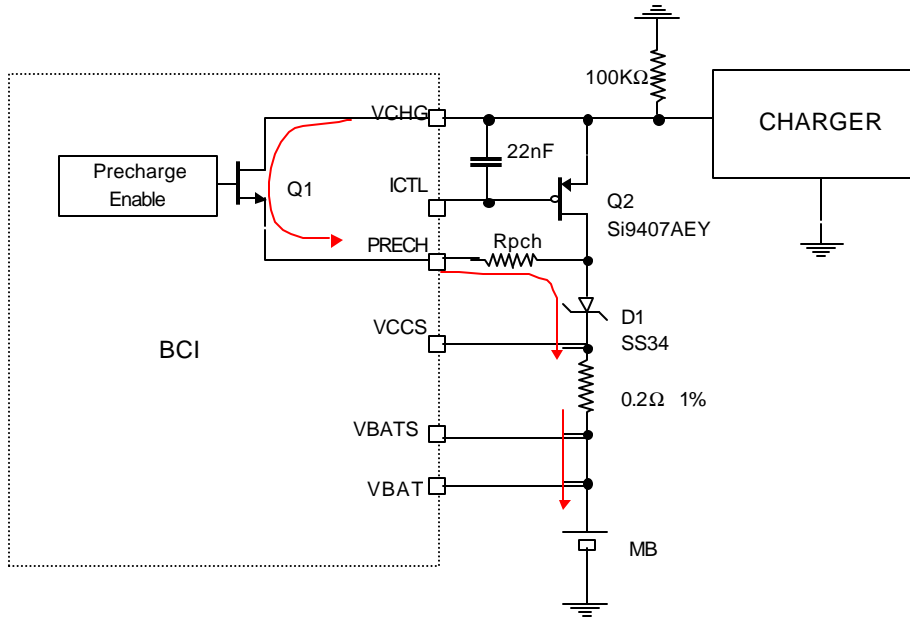 100KΩ
VCHG
CHARGER
22nF
Precharge
Enable
Q1
ICTL
Q2
Si9407AEY
PRECH
Rpch
D1
SS34
VCCS
BCI
0.2Ω 1%
VBATS
VBAT
MB